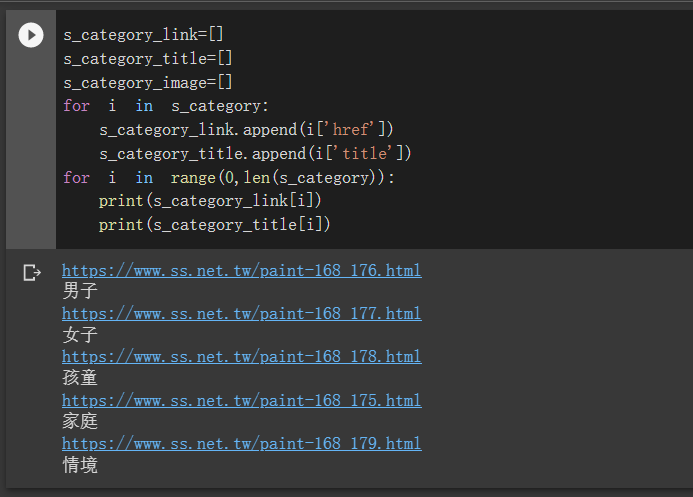 s_category_link=[]
s_category_title=[]
s_category_image=[]
for i in s_category:
    s_category_link.append(i['href'])
    s_category_title.append(i['title'])
for i in range(0,len(s_category)):
    print(s_category_link[i])
    print(s_category_title[i])
https://www.ss.net.tw/paint-168_176.html
男子
https://www.ss.net.tw/paint-168_177.html
女子
https://www.ss.net.tw/paint-168_178.html
孩童
https://www.ss.net.tw/paint-168_175.html
家庭
https://www.ss.net.tw/paint-168_179.html
情境